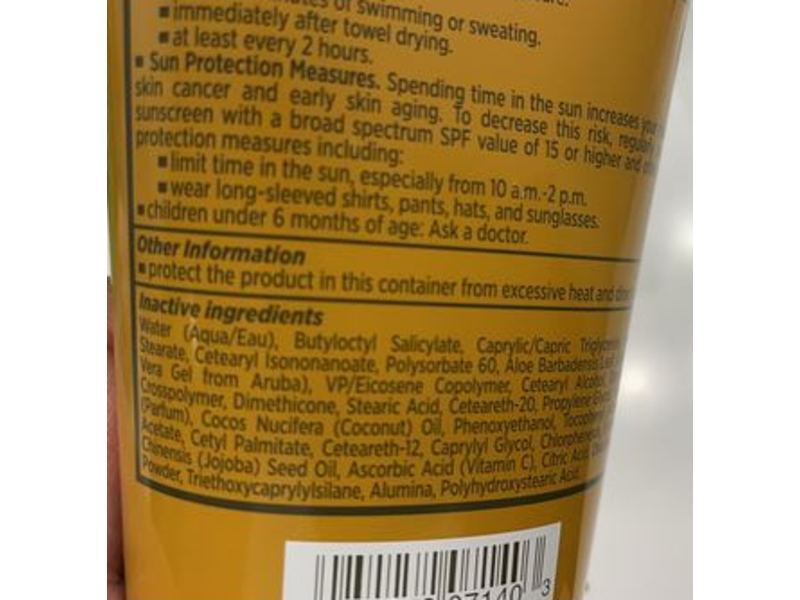 of swimming or sweating.
▪immediately after towel drying.
▪at least every 2 hours.
▪Sun Protection Measures. Spending time in the sun increases your
skin cancer and early skin aging. To decrease this risk, regularly
sunscreen with a broad spectrum SPF value of 15 or higher and
protection measures including:
▪limit time in the sun, especially from 10 a.m.-2 p.m.
▪wear long-sleeved shirts, pants, hats, and sunglasses.
▪children under 6 months of age: Ask a doctor.
Other Information
▪protect the product in this container from excessive heat and
Inactive ingredients
Water (Aqua/Eau), Butyloctyl Salicylate, Caprylic/Capric
Stearate, Cetearyl Isononanoate, Polysorbate 60, Aloe Barbadensis
Vera Gel from Aruba), VP/Eicosene Copolymer, Cetearyl
Crosspolymer, Dimethicone, Stearic Acid, Ceteareth-20, Propylene
(Parfum), Cocos Nucifera (Coconut) Oil, Phenoxyethanol,
Acetate, Cetyl Palmitate, Ceteareth-12, Caprylyl Glycol,
Chinensis (Jojoba) Seed Oil, Ascorbic Acid (Vitamin C), Citric Acid,
Powder, Triethoxycaprylylsilane, Alumina, Polyhydroxystearic Acid
3